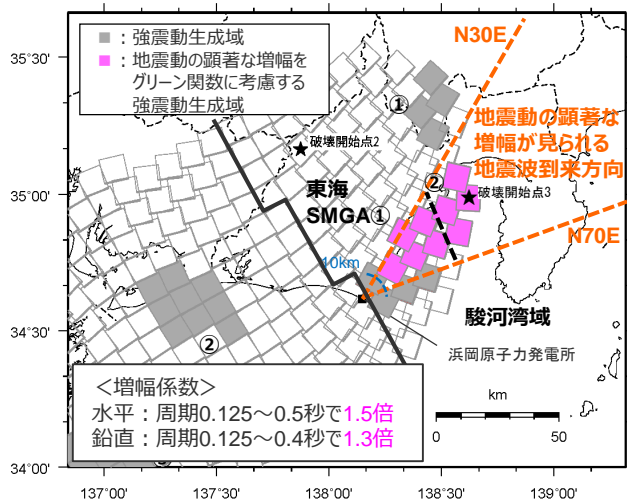 35°30'
35°00'
34°30'
34°00'
■：強震動生成域
■：地震動の顕著な増幅を
グリーン関数に考慮する
強震動生成域
N30E
①
地震動の顕著な
増幅が見られる
地震波到来方向
★破壊開始点2
②
★破壊開始点3
東海
SMGA①
N70E
10km
駿河湾域
浜岡原子力発電所
②
＜増幅係数＞
水平：周期0.125～0.5秒で1.5倍
鉛直：周期0.125～0.4秒で1.3倍
km
0 50
137°00' 137°30' 138°00' 138°30' 139°00'